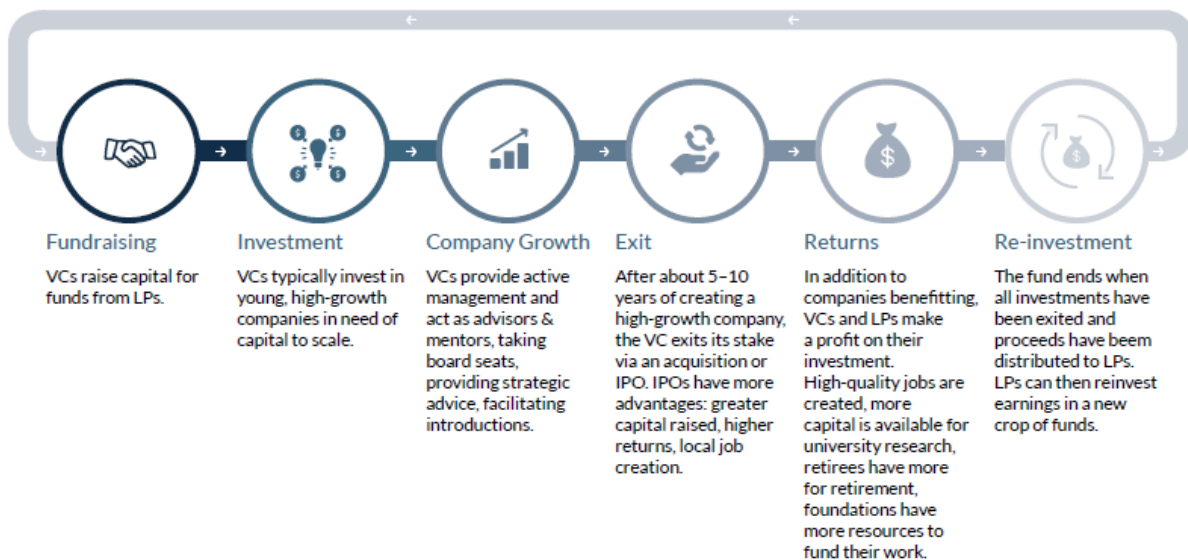 Fundraising
VCs raise capital for
funds from LPs.
Investment
VCs typically invest in
young, high-growth
companies in need of
capital to scale.
Company Growth
VCs provide active
management and
act as advisors &
mentors, taking
board seats,
providing strategic
advice, facilitating
introductions.
Exit
After about 5–10
years of creating a
high-growth company,
the VC exits its stake
via an acquisition or
IPO. IPOs have more
advantages: greater
capital raised, higher
returns, local job
creation.
Returns
In addition to
companies benefitting,
VCs and LPs make
a profit on their
investment.
High-quality jobs are
created, more
capital is available for
university research,
retirees have more
for retirement,
foundations have
more resources to
fund their work.
Re-investment
The fund ends when
all investments have
been exited and
proceeds have beem
distributed to LPs.
LPs can then reinvest
earnings in a new
crop of funds.